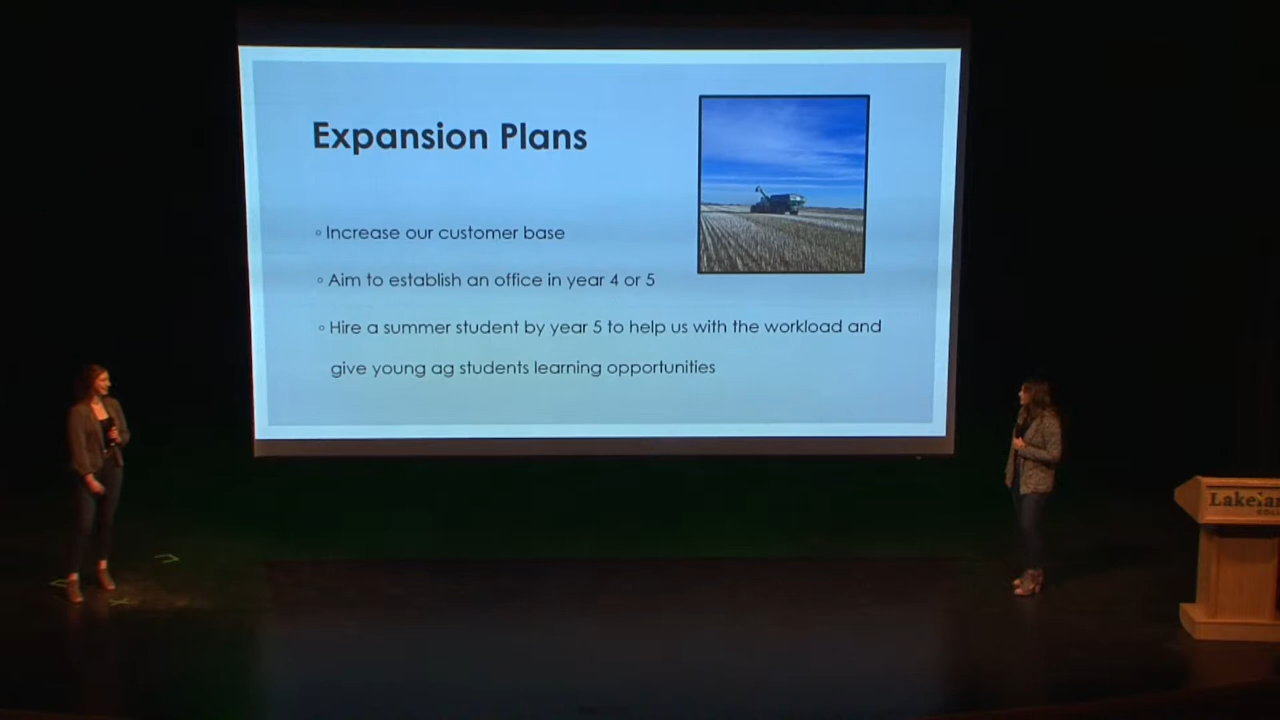 Expansion Plans
◦ Increase our customer base
◦ Aim to establish an office in year 4 or 5
◦ Hire a summer student by year 5 to help us with the workload and
give young ag students learning opportunities